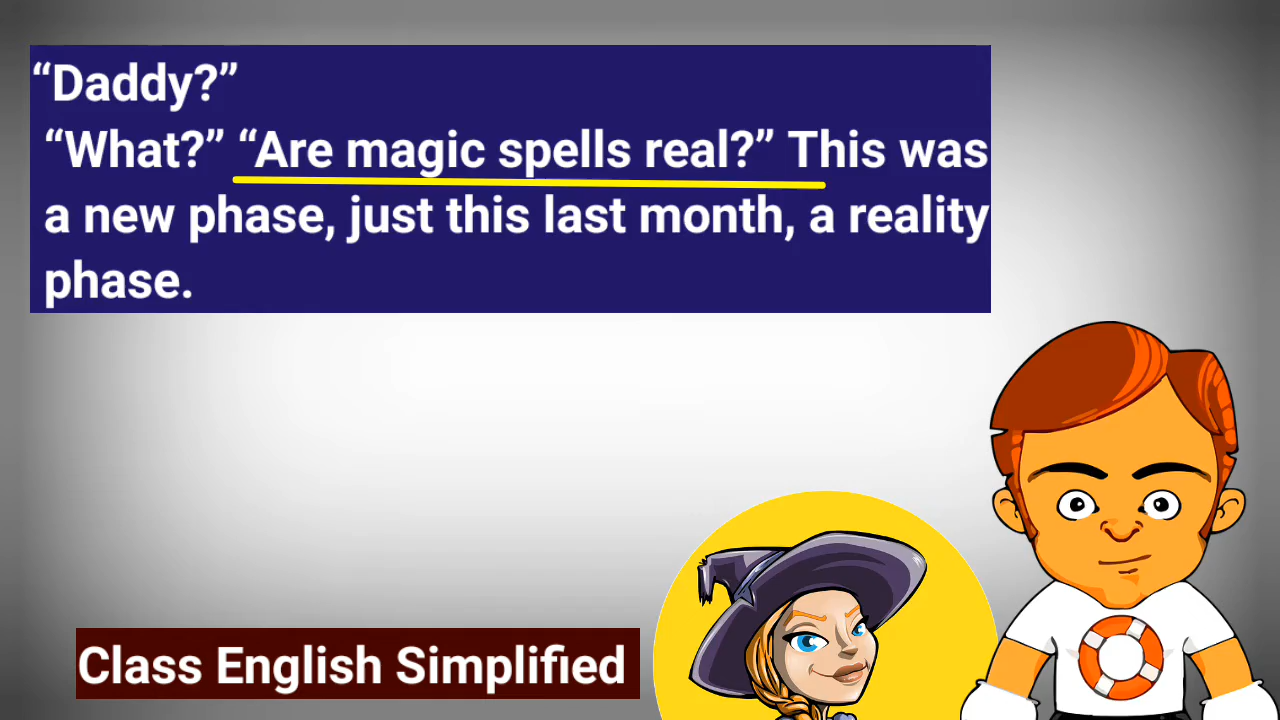 “Daddy?”
“What?” “Are magic spells real?” This was
a new phase, just this last month, a reality
phase.
Class English Simplified